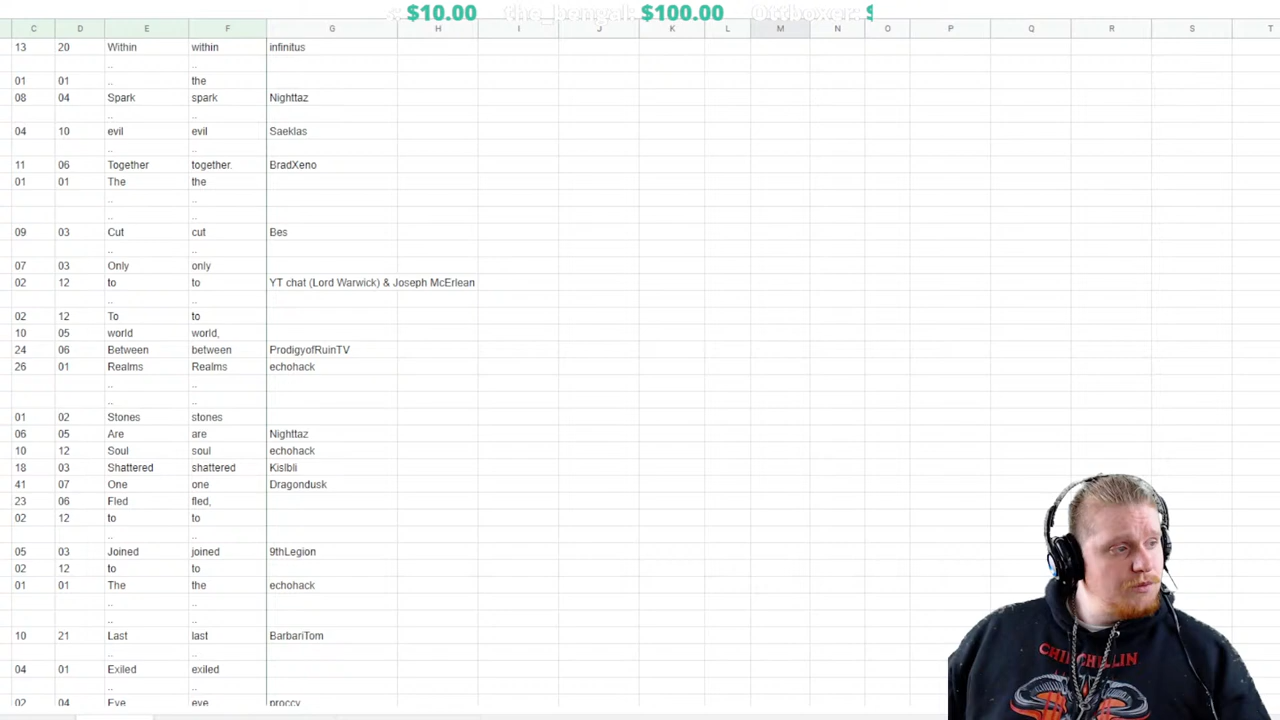 $10.00 the_bengal: $100.00 Ottboxer: $
C D E F G H I J K L M N O P Q R S T
13 20 Within within infinitus
.. ..
01 01 .. the
08 04 Spark spark Nighttaz
.. ..
04 10 evil evil Saeklas
.. ..
11 06 Together together. BradXeno
01 01 The the
.. ..
.. ..
09 03 Cut cut Bes
.. ..
07 03 Only only
02 12 to to YT chat (Lord Warwick) & Joseph McErlean
.. ..
02 12 To to
10 05 world world,
24 06 Between between ProdigyofRuinTV
26 01 Realms Realms echohack
.. ..
.. ..
01 02 Stones stones
06 05 Are are Nighttaz
10 12 Soul soul echohack
18 03 Shattered shattered Kislbli
41 07 One one Dragondusk
23 06 Fled fled,
02 12 to to
.. ..
05 03 Joined joined 9thLegion
02 12 to to
01 01 The the echohack
.. ..
.. ..
10 21 Last last BarbariTom
.. ..
04 01 Exiled exiled
.. ..
02 04 Eye eye proccy